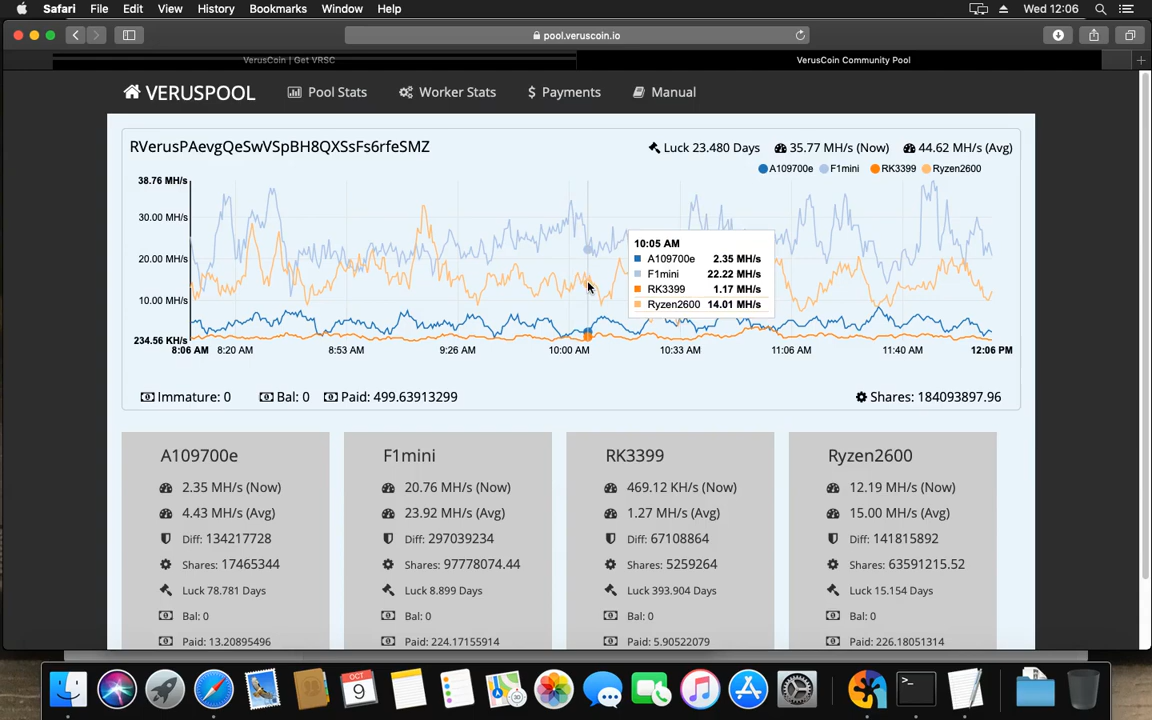 Safari File Edit View History Bookmarks Window Help Wed 12:06
pool.veruscoin.io
VerusCoin | Get VRSC VerusCoin Community Pool
VERUSPOOL Pool Stats Worker Stats $ Payments Manual
RVerusPAevgQeSwVSpBH8QXSsFs6rfeSMZ Luck 23.480 Days 35.77 MH/s (Now) 44.62 MH/s (Avg)
A109700e F1mini RK3399 Ryzen2600
38.76 MH/s
30.00 MH/s
20.00 MH/s
10.00 MH/s
234.56 KH/s
10:05 AM
A109700e 2.35 MH/s
F1mini 22.22 MH/s
RK3399 1.17 MH/s
Ryzen2600 14.01 MH/s
8:06 AM 8:20 AM 8:53 AM 9:26 AM 10:00 AM 10:33 AM 11:06 AM 11:40 AM 12:06 PM
Immature: 0 Bal: 0 Paid: 499.63913299 Shares: 184093897.96
A109700e
2.35 MH/s (Now)
4.43 MH/s (Avg)
Diff: 134217728
Shares: 17465344
Luck 78.781 Days
Bal: 0
Paid: 13.20895496
F1mini
20.76 MH/s (Now)
23.92 MH/s (Avg)
Diff: 297039234
Shares: 97778074.44
Luck 8.899 Days
Bal: 0
Paid: 224.17155914
RK3399
469.12 KH/s (Now)
1.27 MH/s (Avg)
Diff: 67108864
Shares: 5259264
Luck 393.904 Days
Bal: 0
Paid: 5.90522079
Ryzen2600
12.19 MH/s (Now)
15.00 MH/s (Avg)
Diff: 141815892
Shares: 63591215.52
Luck 15.154 Days
Bal: 0
Paid: 226.18051314
OCT
9